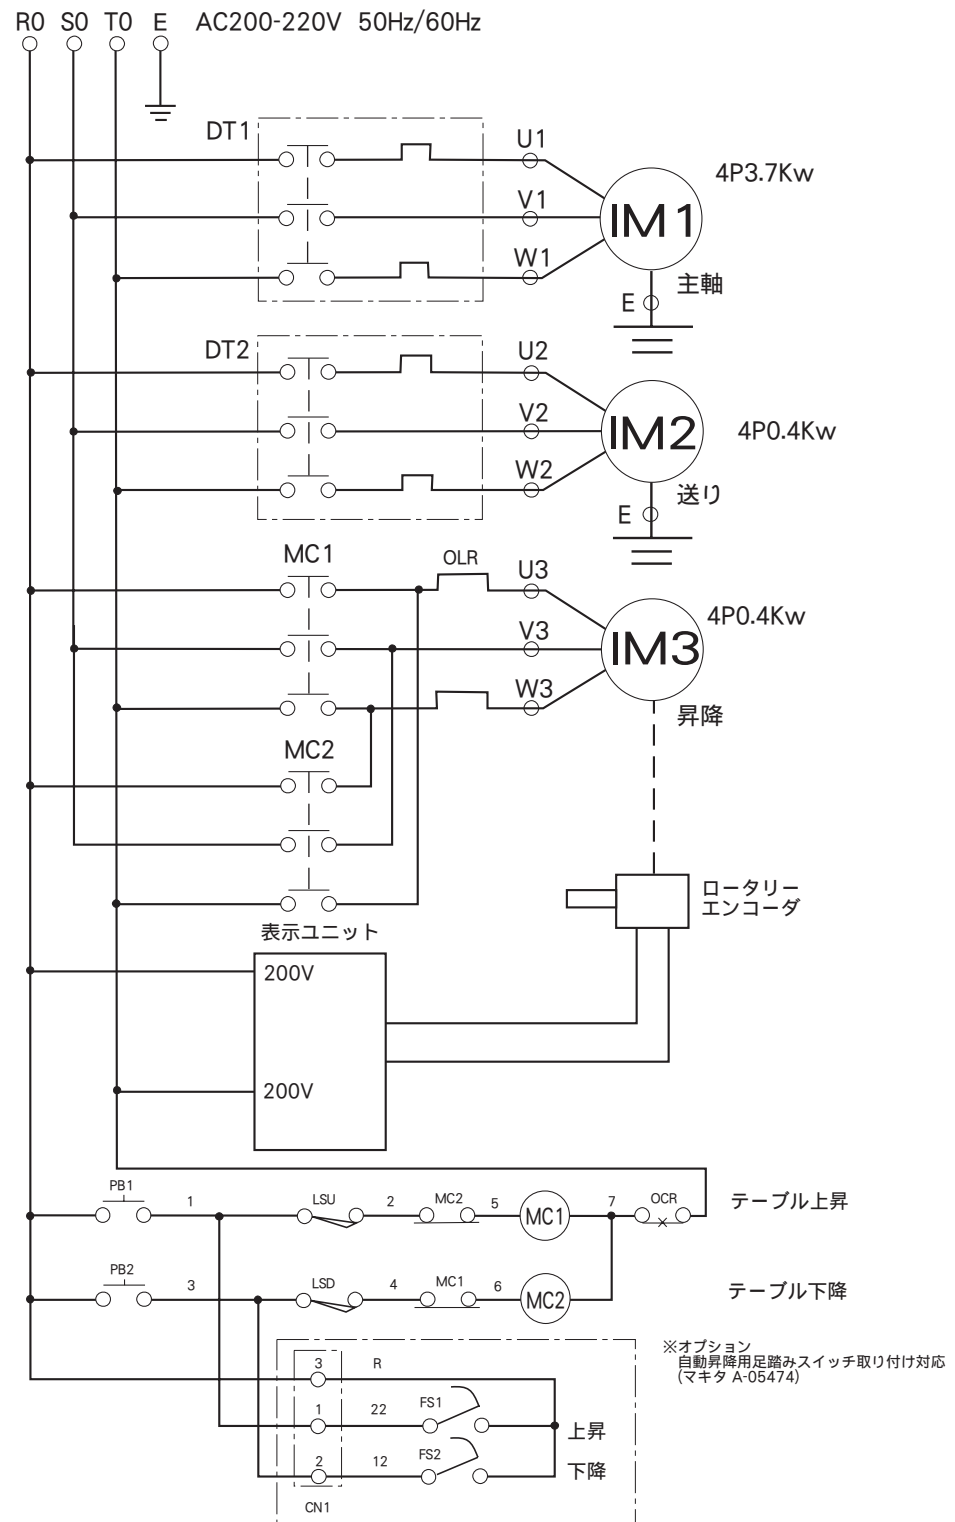 R0 S0 T0 E AC200-220V 50Hz/60Hz
DT1
U1
4P3.7Kw
V1
IM1
W1
主軸
E
DT2
U2
V2
IM2
4P0.4Kw
W2
送り
E
MC1
OLR
U3
4P0.4Kw
V3
IM3
W3
昇降
MC2
ロータリー
エンコーダ
表示ユニット
200V
200V
PB1 1 LSU 2 MC2 5 MC1 7 OCR テーブル上昇
PB2 3 LSD 4 MC1 6 MC2 テーブル下降
※オプション
自動昇降用足踏みスイッチ取り付け対応
(マキタ A-05474)
3 R
1 22 FS1 上昇
2 12 FS2 下降
CN1